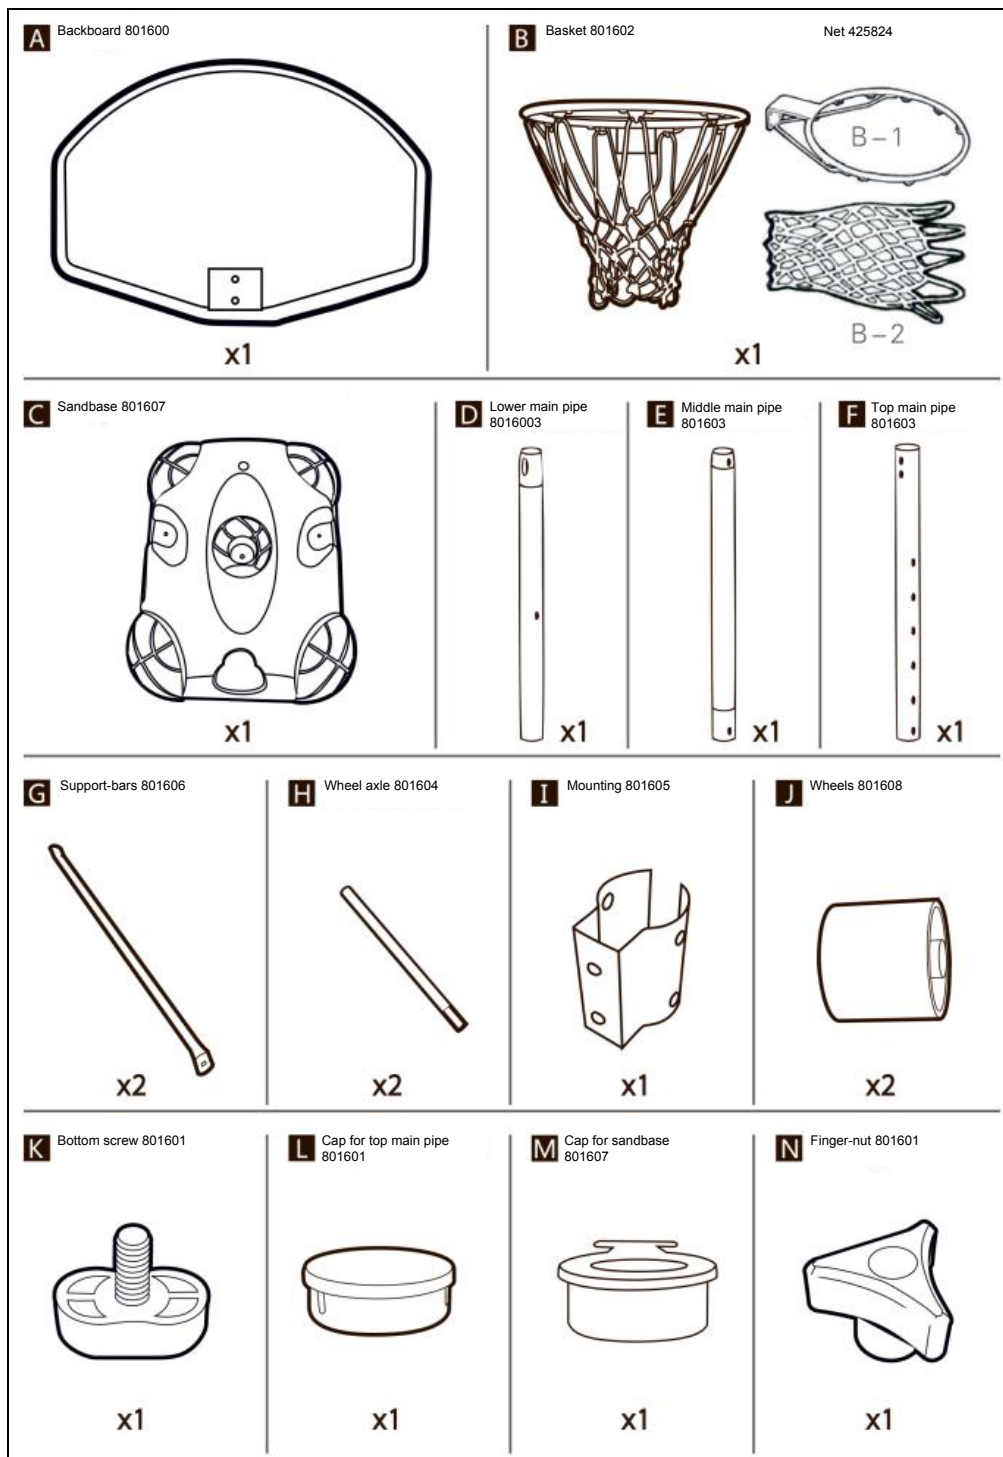 A Backboard 801600
x1
B Basket 801602
Net 425824
B-1
B-2
x1
C Sandbase 801607
x1
D Lower main pipe
8016003
x1
E Middle main pipe
801603
x1
F Top main pipe
801603
x1
G Support-bars 801606
x2
H Wheel axle 801604
x2
I Mounting 801605
x1
J Wheels 801608
x2
K Bottom screw 801601
x1
L Cap for top main pipe
801601
x1
M Cap for sandbase
801607
x1
N Finger-nut 801601
x1